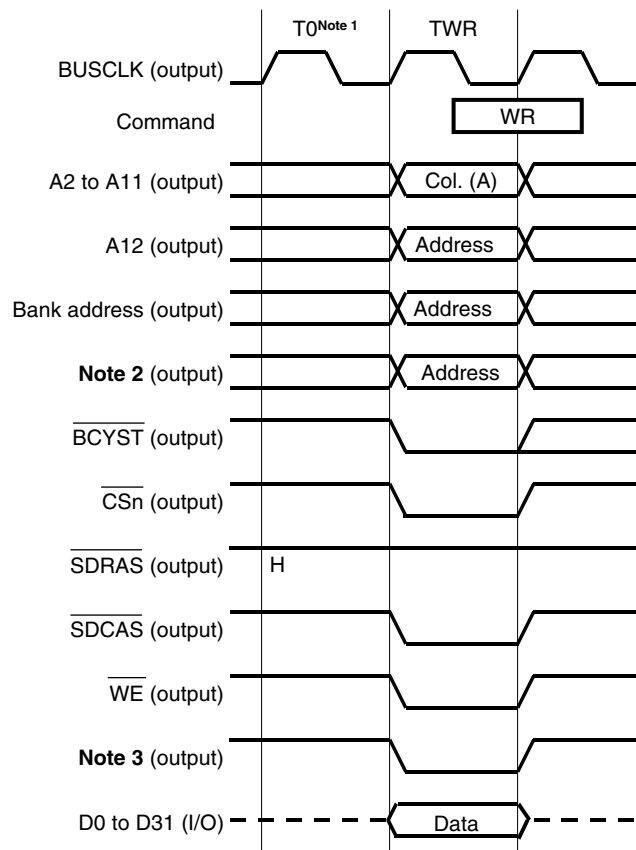 T0Note 1 TWR
BUSCLK (output)
Command WR
A2 to A11 (output) Col. (A)
A12 (output) Address
Bank address (output) Address
Note 2 (output) Address
BCYST (output)
CSn (output)
SDRAS (output) H
SDCAS (output)
WE (output)
Note 3 (output)
D0 to D31 (I/O) Data